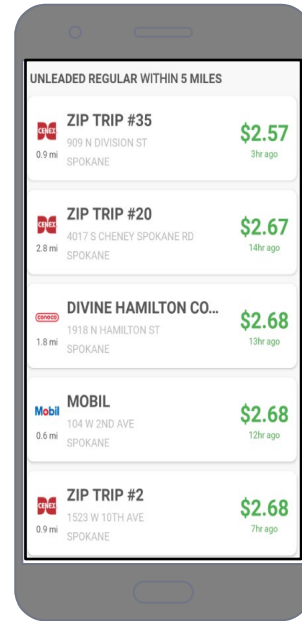 UNLEADED REGULAR WITHIN 5 MILES
ZIP TRIP #35
CENEX
909 N DIVISION ST
$2.57
0.9 mi
SPOKANE
3hr ago
ZIP TRIP #20
CENEX
4017 S CHENEY SPOKANE RD
$2.67
2.8 mi
SPOKANE
14hr ago
DIVINE HAMILTON CO...
conoco
1918 N HAMILTON ST
$2.68
1.8 mi
SPOKANE
13hr ago
MOBIL
Mobil
104 W 2ND AVE
$2.68
0.6 mi
SPOKANE
12hr ago
ZIP TRIP #2
CENEX
1523 W 10TH AVE
$2.68
0.9 mi
SPOKANE
7hr ago